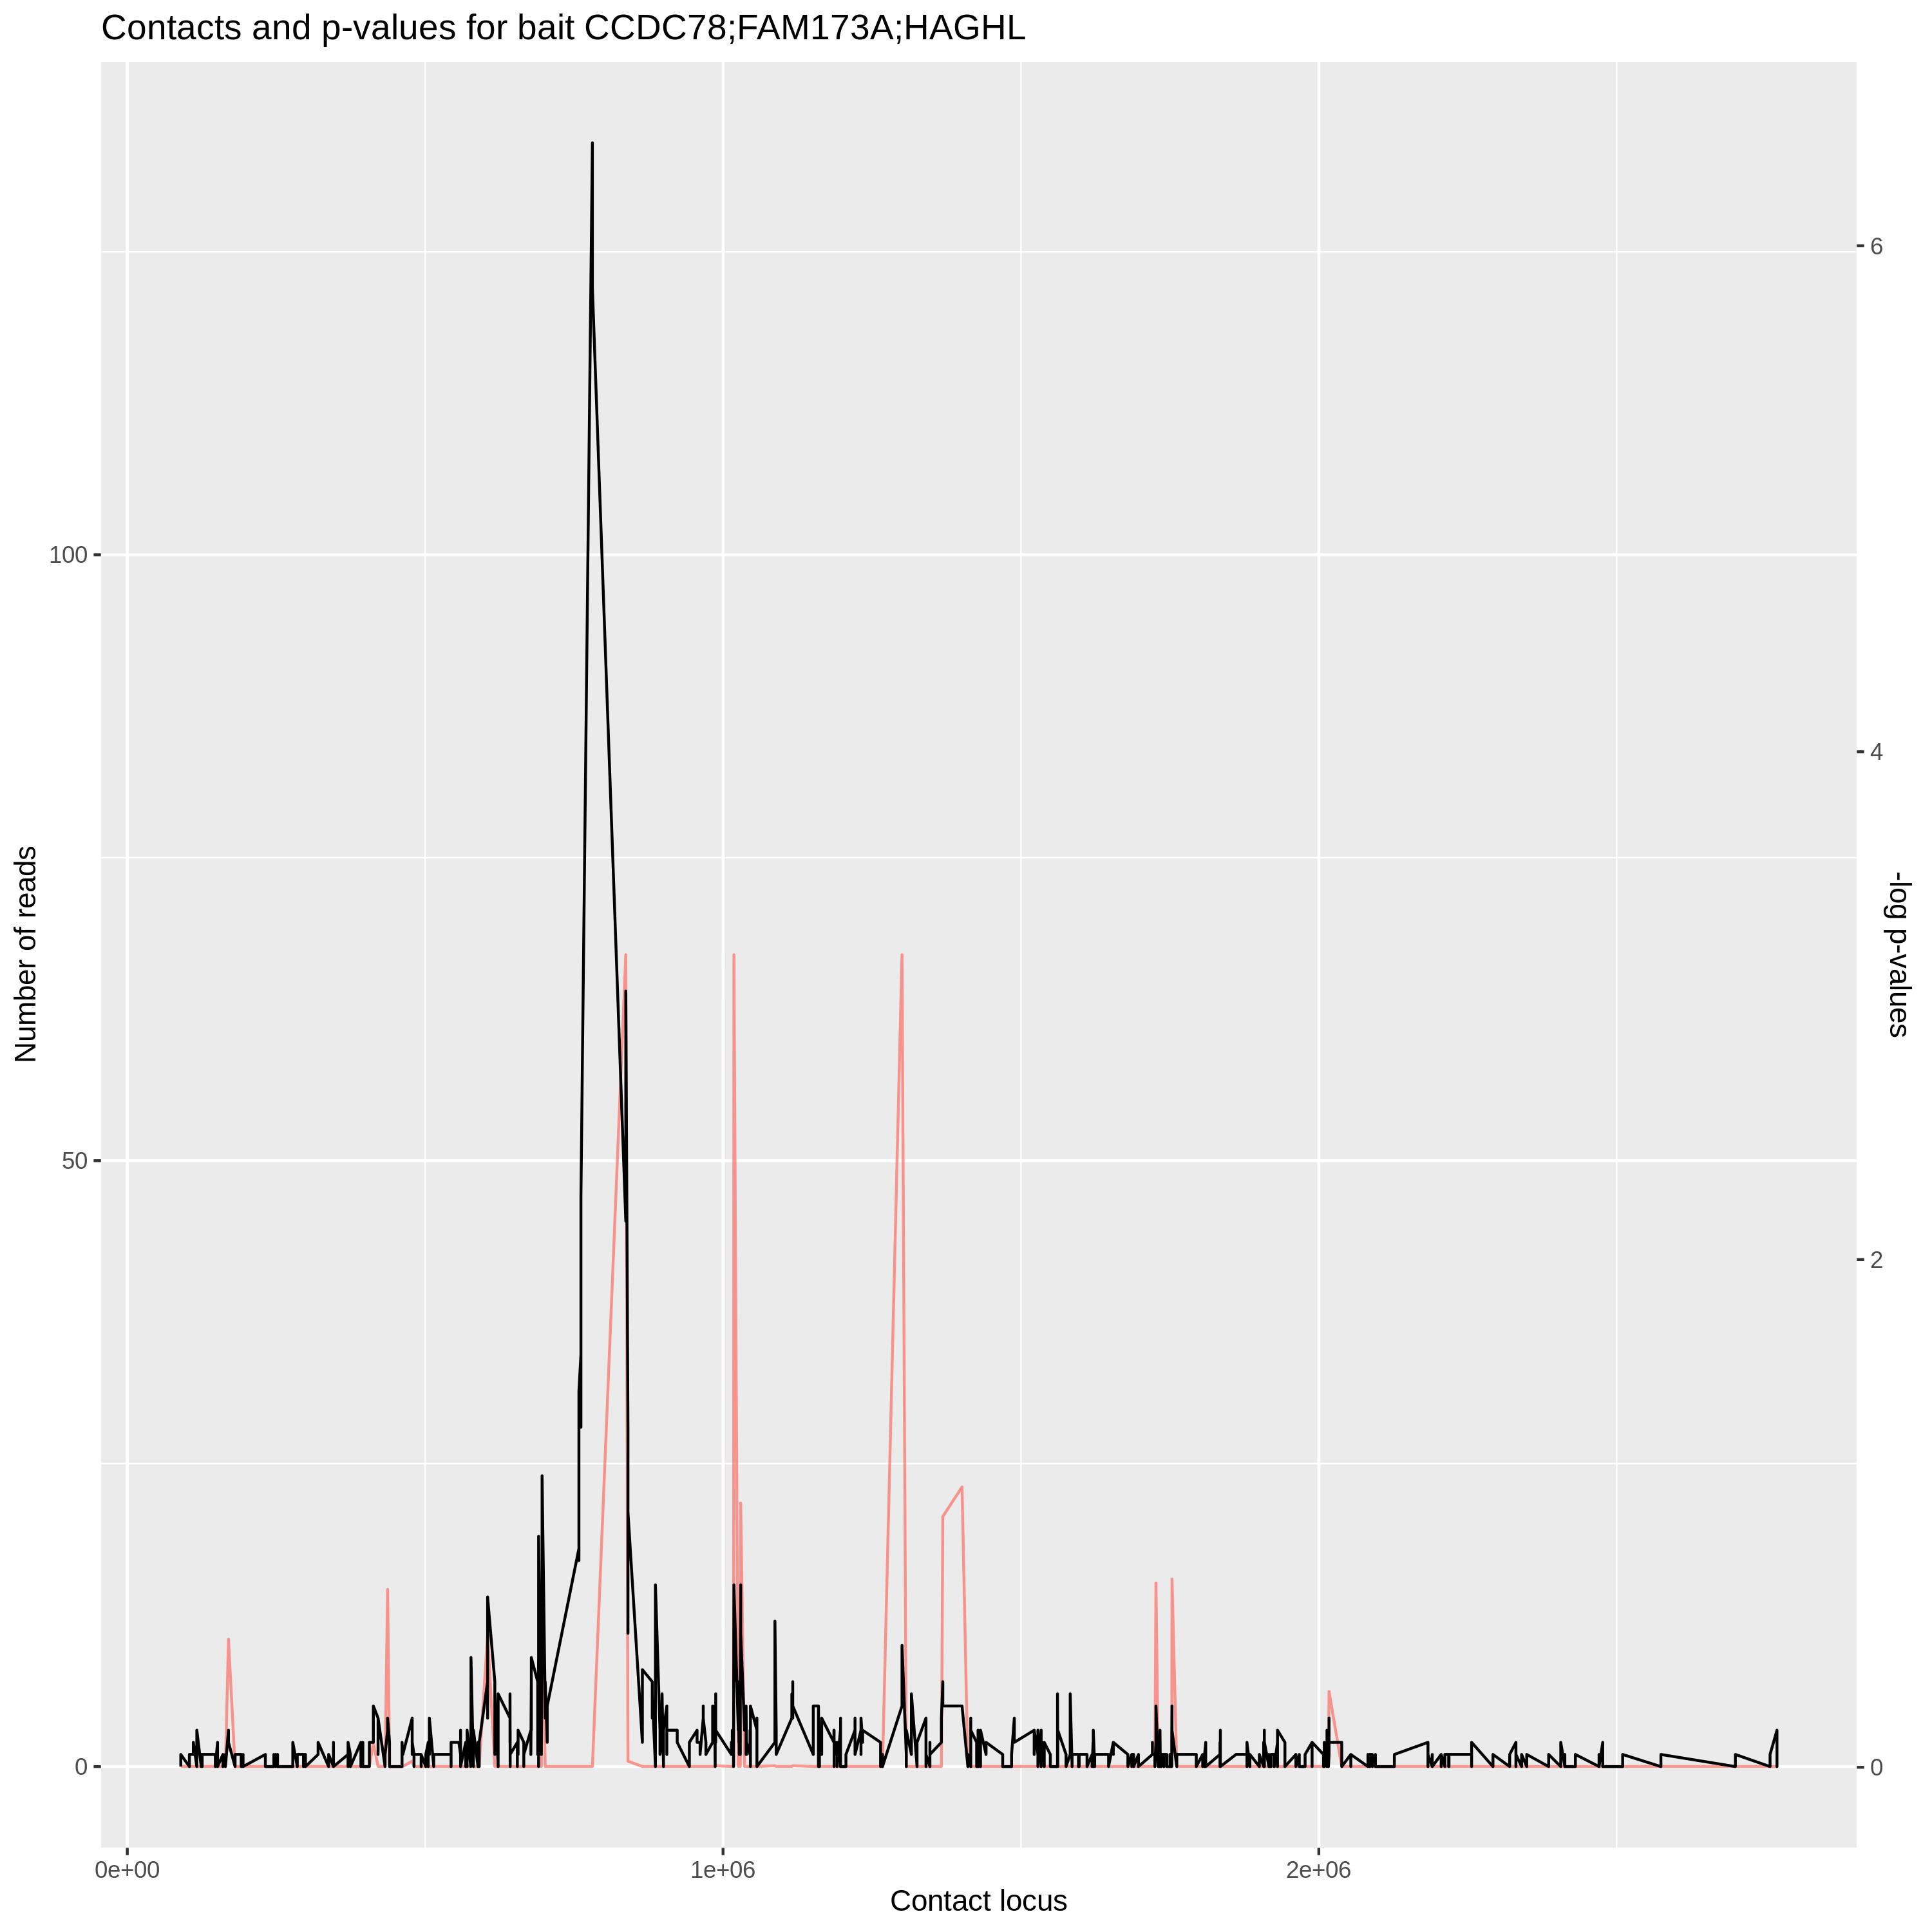 Contacts and p-values for bait CCDC78;FAM173A;HAGHL
Number of reads
100
50
0
6
4
2
0
-log p-values
0e+00
1e+06
2e+06
Contact locus